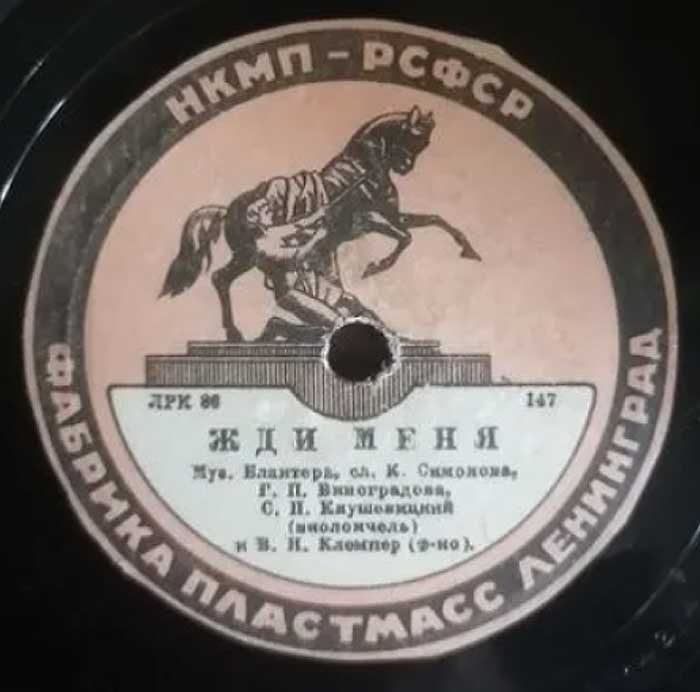 НКМП - РСФСР
ЛРК 86 147
ЖДИ МЕНЯ
Муз. Блантера, сл. К. Симонова,
Г. П. Виноградова,
С. Н. Кнушевицкий
(виолончель)
и В. Н. Клемпер (ф-но).
ФАБРИКА ПЛАСТМАСС ЛЕНИНГРАД